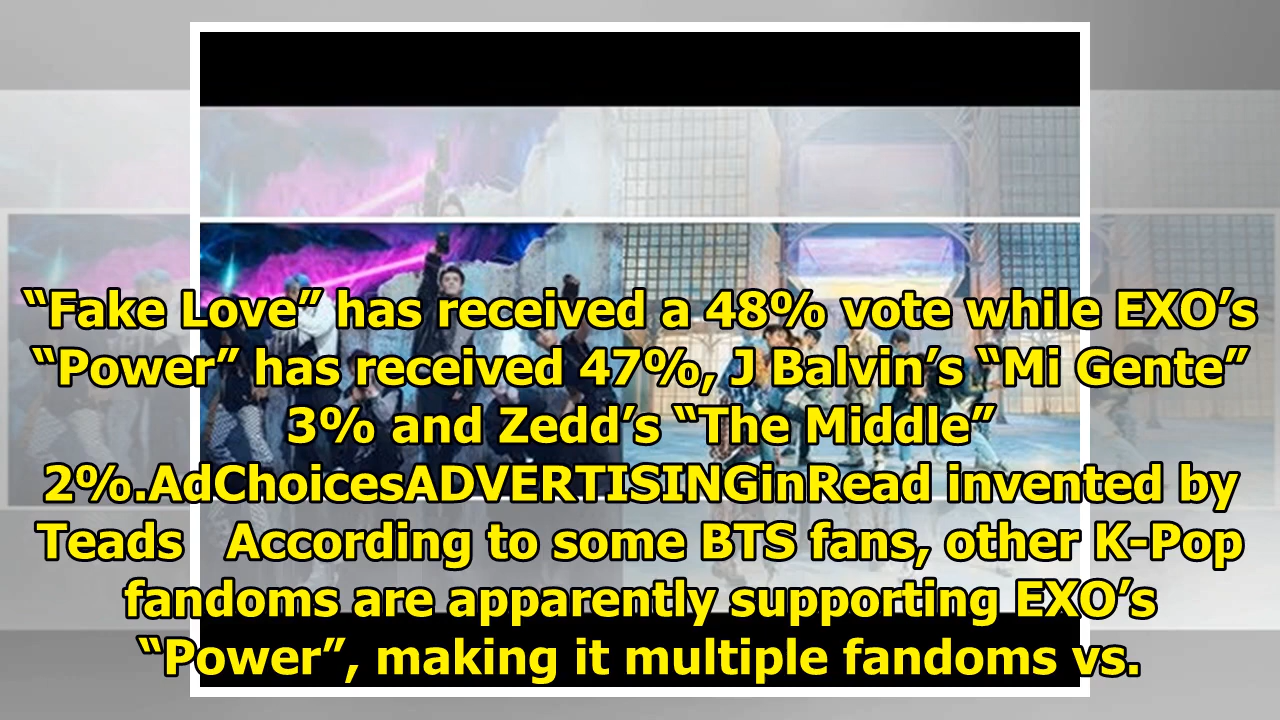 “Fake Love” has received a 48% vote while EXO’s
“Power” has received 47%, J Balvin’s “Mi Gente”
3% and Zedd’s “The Middle”
2%.AdChoicesADVERTISINGinRead invented by
Teads   According to some BTS fans, other K-Pop
fandoms are apparently supporting EXO’s
“Power”, making it multiple fandoms vs.